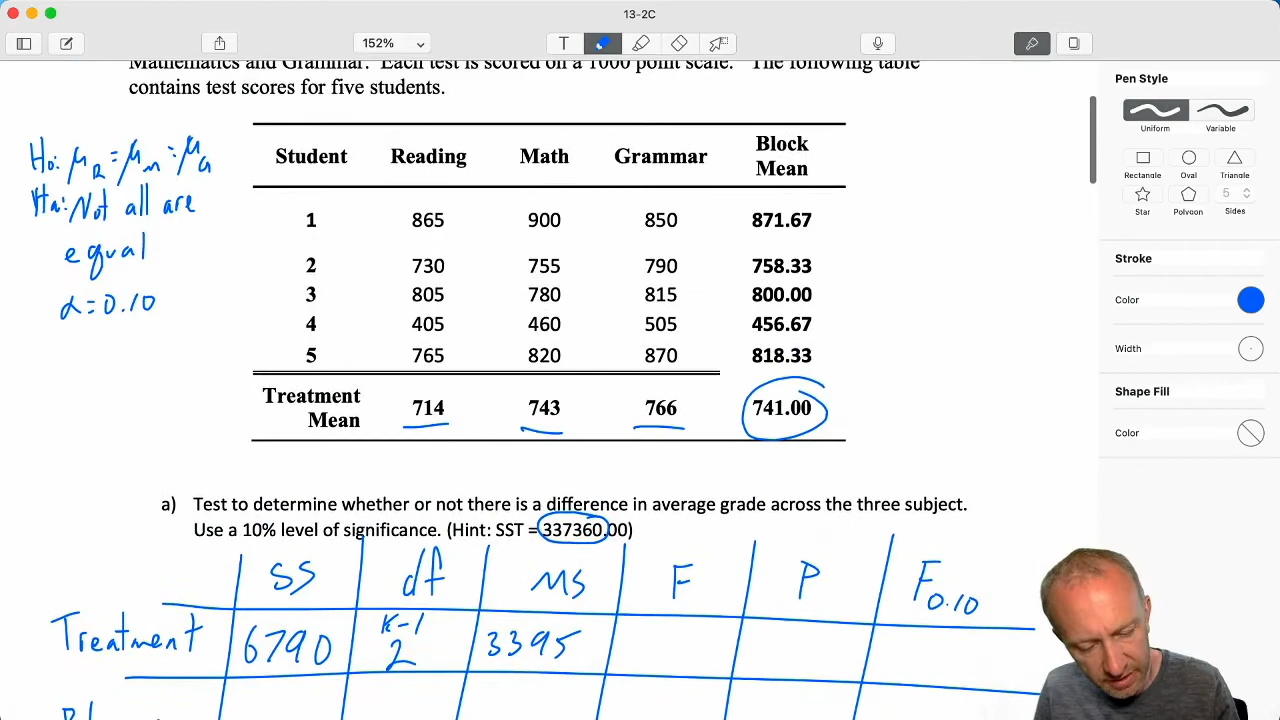 13-2C
152%
T
Mathematics and Grammar. Each test is scored on a 1000 point scale. The following table
contains test scores for five students.
Student Reading Math Grammar Block Mean
1 865 900 850 871.67
2 730 755 790 758.33
3 805 780 815 800.00
4 405 460 505 456.67
5 765 820 870 818.33
Treatment Mean 714 743 766 741.00
H₀: μR = μM = μG
Ha: Not all are
equal
α = 0.10
a) Test to determine whether or not there is a difference in average grade across the three subject.
Use a 10% level of significance. (Hint: SST = 337360.00)
SS df MS F P F0.10
K-1
Treatment 6790 2 3395
Pen Style
Uniform Variable
Rectangle Oval Triangle
Star Polygon 5 Sides
Stroke
Color
Width
Shape Fill
Color